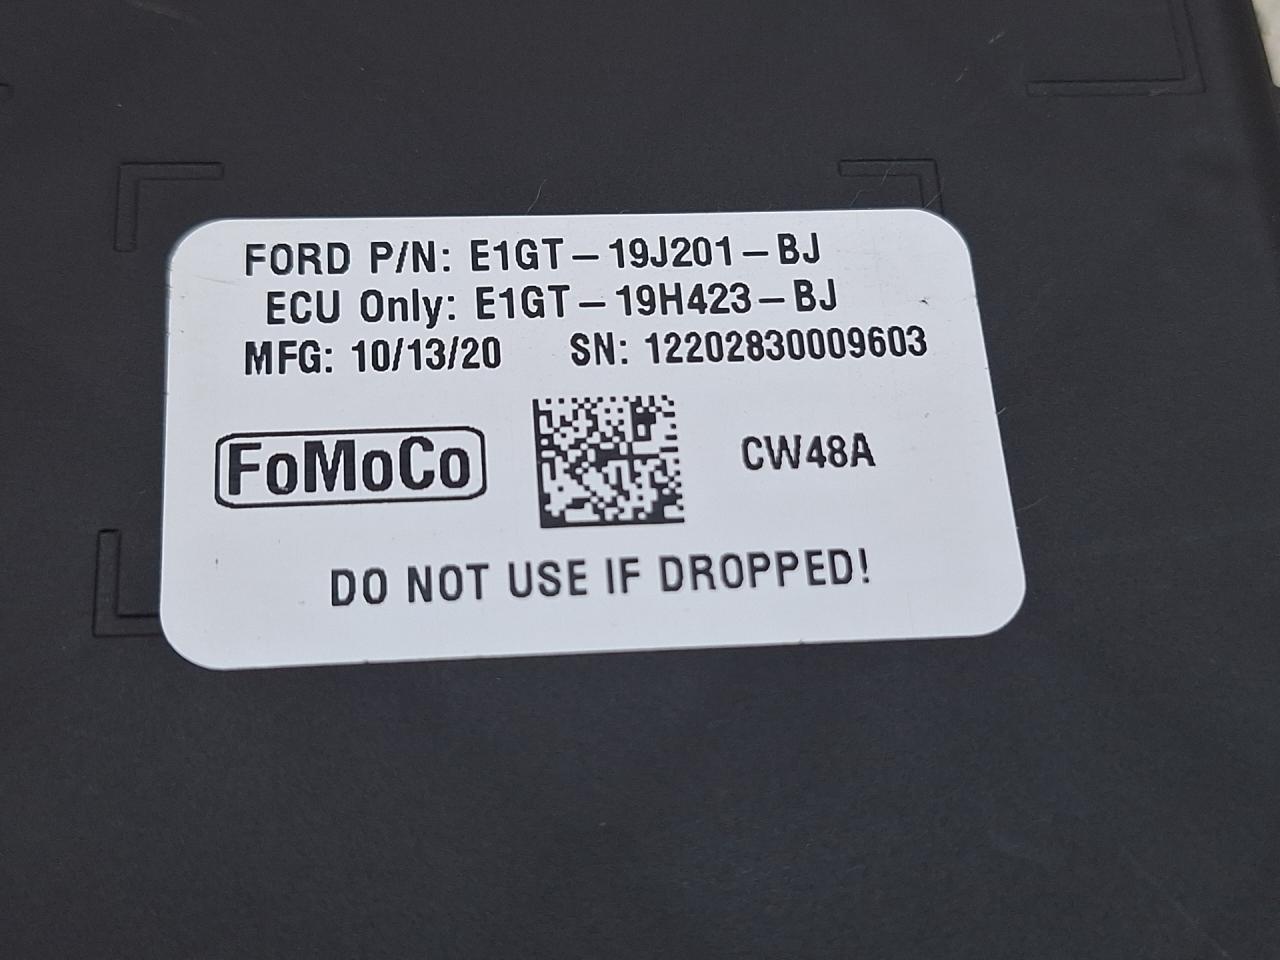 FORD P/N: E1GT-19J201-BJ
ECU Only: E1GT-19H423-BJ
MFG: 10/13/20 SN: 12202830009603
FoMoCo CW48A
DO NOT USE IF DROPPED!